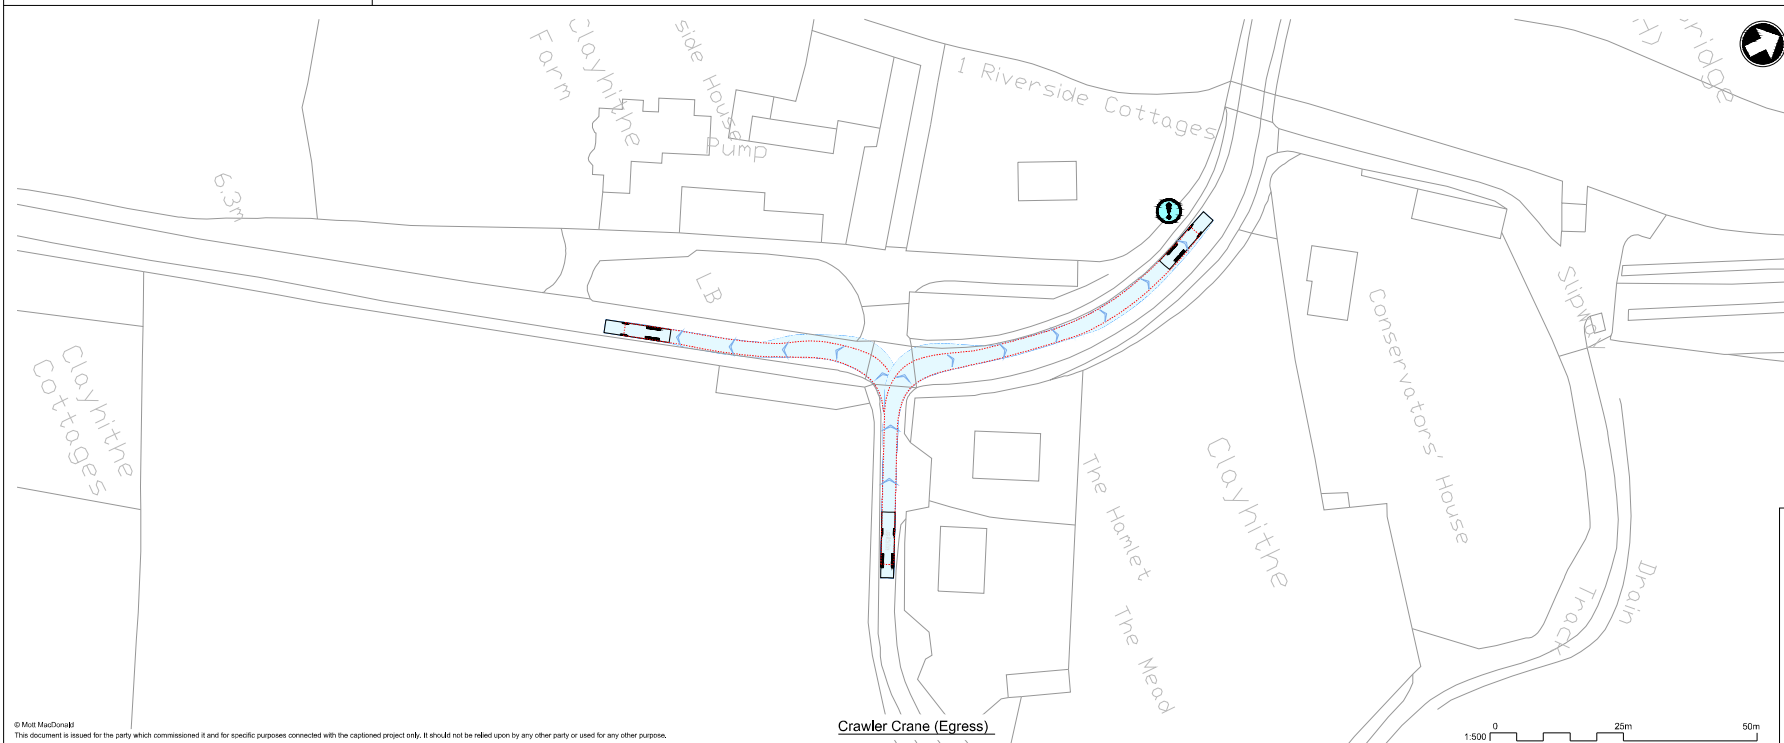 Clayhithe
Farm
side House
Pump
1 Riverside Cottages
6.3m
LB
Clayhithe
Cottages
Conservators' House
Slipway
The Hamlet
The Mead
Clayhithe
Drain
Track
© Mott MacDonald
This document is issued for the party which commissioned it and for specific purposes connected with the captioned project only. It should not be relied upon by any other party or used for any other purpose.
Crawler Crane (Egress)
1:500
0 25m 50m